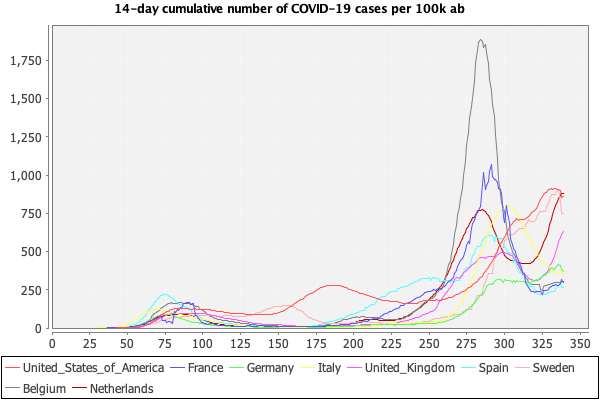 14-day cumulative number of COVID-19 cases per 100k ab
1,750
1,500
1,250
1,000
750
500
250
0
0 25 50 75 100 125 150 175 200 225 250 275 300 325 350
United_States_of_America France Germany Italy United_Kingdom Spain Sweden
Belgium Netherlands